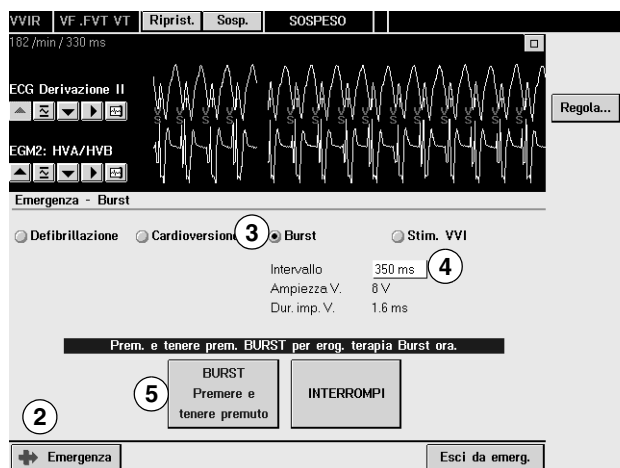 VVIR VF .FVT VT Riprist. Sosp. SOSPESO
182 /min / 330 ms
ECG Derivazione II
Regola...
EGM2: HVA/HVB
Emergenza - Burst
Defibrillazione Cardioversione 3 Burst Stim. VVI
Intervallo 350 ms 4
Ampiezza V. 8 V
Dur. imp. V. 1.6 ms
Prem. e tenere prem. BURST per erog. terapia Burst ora.
5 BURST
Premere e
tenere premuto
INTERROMPI
2
Emergenza Esci da emerg.